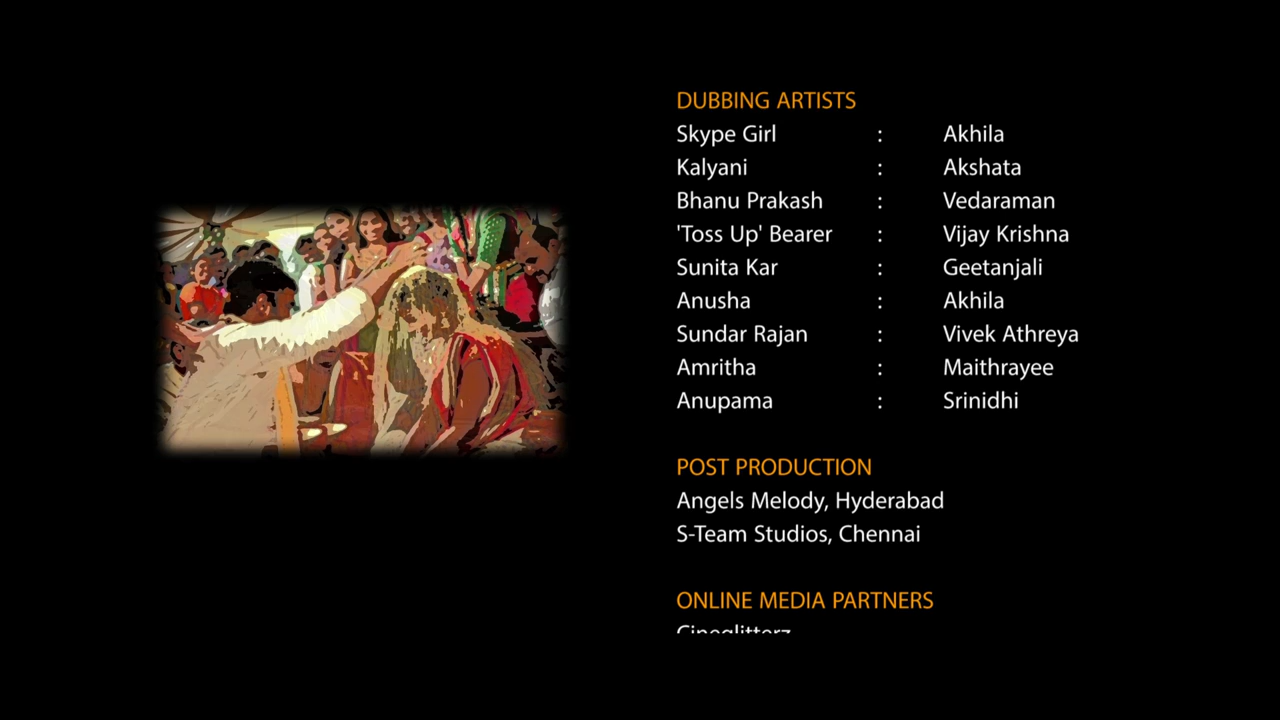 DUBBING ARTISTS
Skype Girl : Akhila
Kalyani : Akshata
Bhanu Prakash : Vedaraman
'Toss Up' Bearer : Vijay Krishna
Sunita Kar : Geetanjali
Anusha : Akhila
Sundar Rajan : Vivek Athreya
Amritha : Maithrayee
Anupama : Srinidhi
POST PRODUCTION
Angels Melody, Hyderabad
S-Team Studios, Chennai
ONLINE MEDIA PARTNERS
Cineglitterz